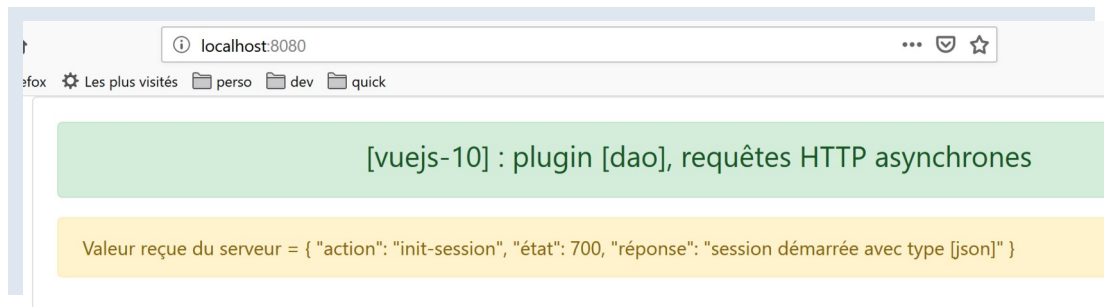 localhost:8080
efox Les plus visités perso dev quick
[vuejs-10] : plugin [dao], requêtes HTTP asynchrones
Valeur reçue du serveur = { "action": "init-session", "état": 700, "réponse": "session démarrée avec type [json]" }